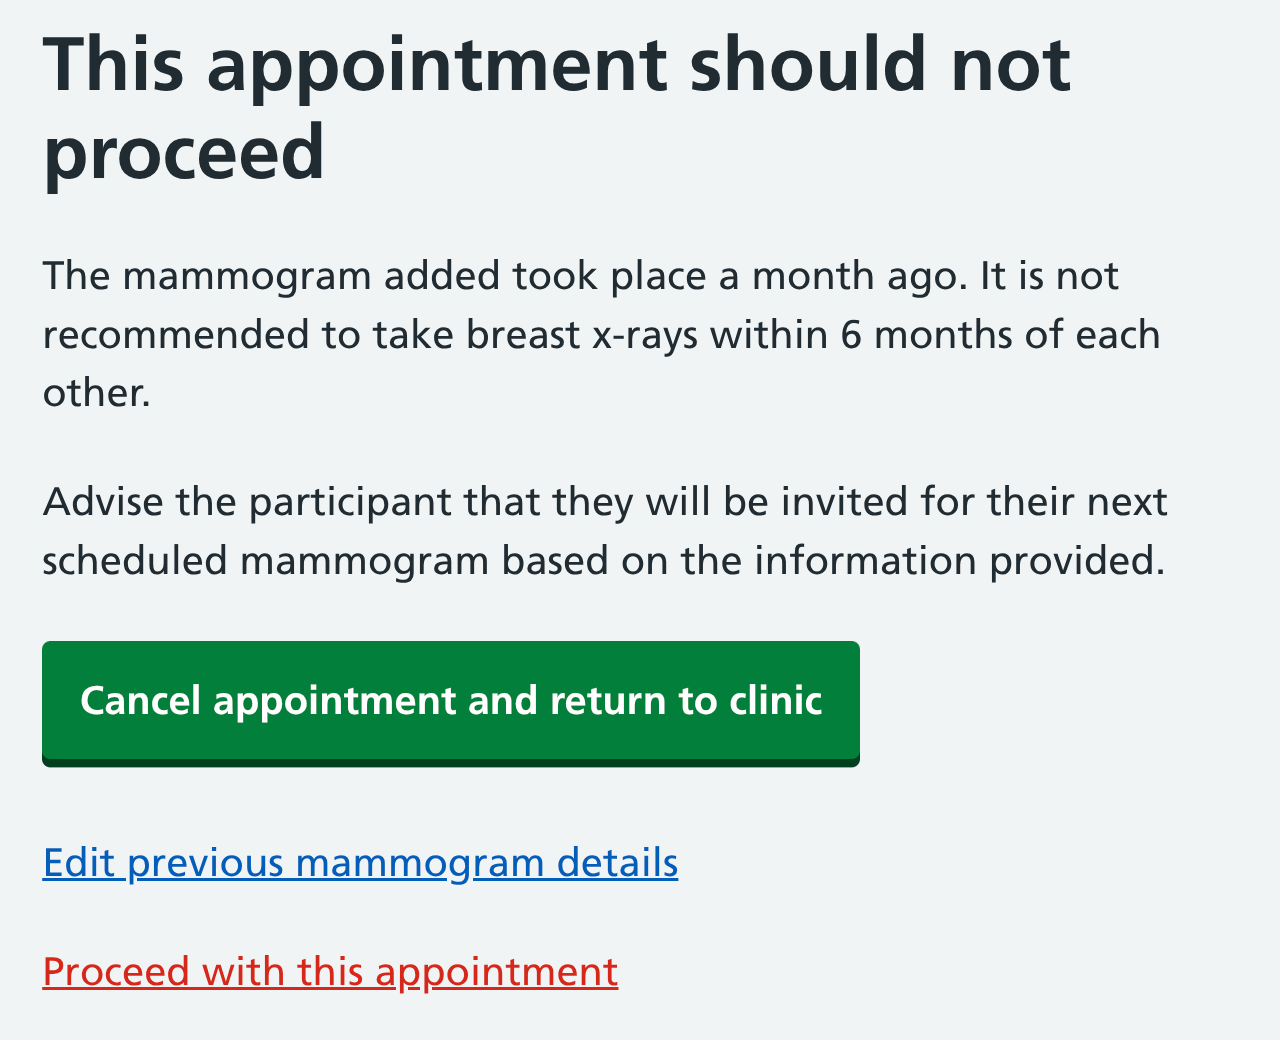 This appointment should not
proceed
The mammogram added took place a month ago. It is not
recommended to take breast x-rays within 6 months of each
other.
Advise the participant that they will be invited for their next
scheduled mammogram based on the information provided.
Cancel appointment and return to clinic
Edit previous mammogram details
Proceed with this appointment